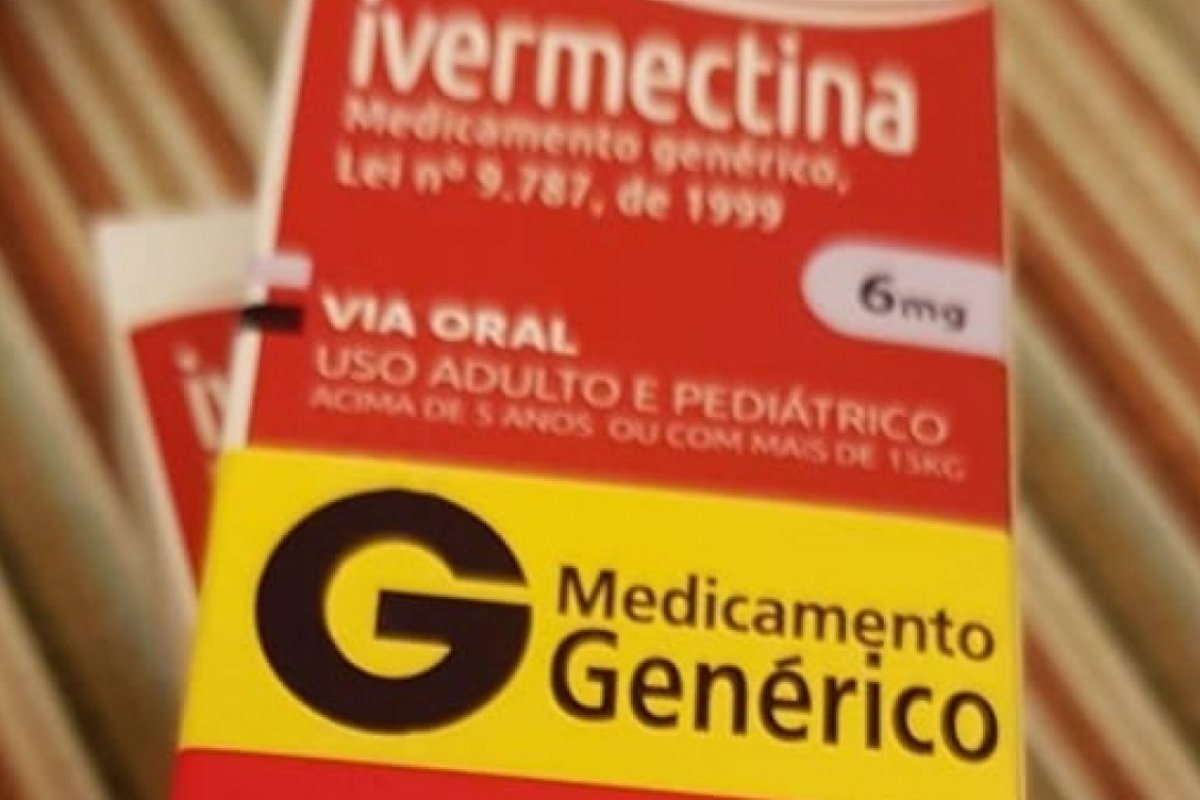 ivermectina
Medicamento genérico,
Lei nº 9.787, de 1999
6mg
VIA ORAL
USO ADULTO E PEDIÁTRICO
ACIMA DE 5 ANOS OU COM MAIS DE 15KG
G Medicamento
Genérico
iv